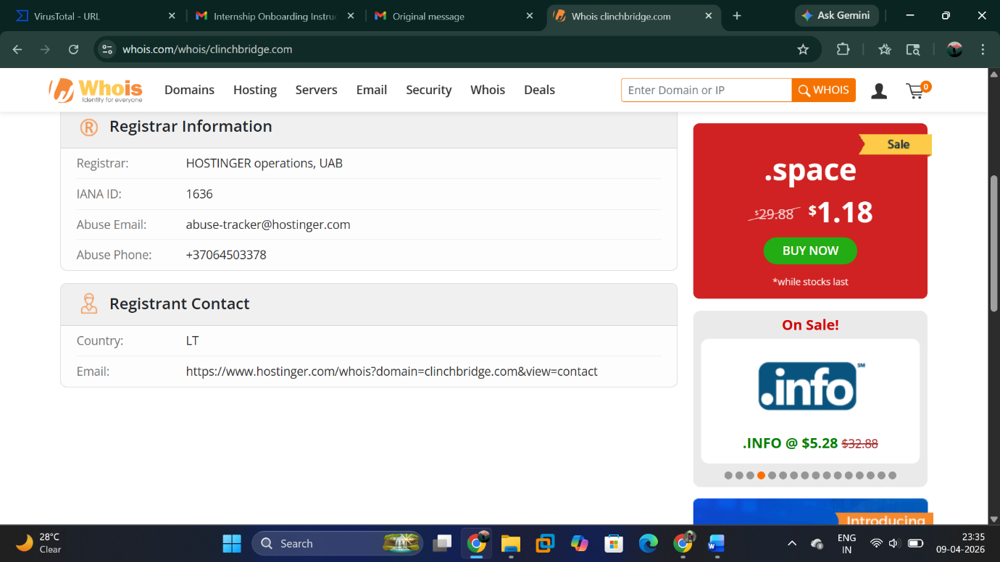 VirusTotal - URL
Internship Onboarding Instruc
Original message
Whois clinchbridge.com
Ask Gemini
whois.com/whois/clinchbridge.com
Whois
Identity for everyone
Domains
Hosting
Servers
Email
Security
Whois
Deals
Enter Domain or IP
WHOIS
0
Registrar Information
Registrar: HOSTINGER operations, UAB
IANA ID: 1636
Abuse Email: abuse-tracker@hostinger.com
Abuse Phone: +37064503378
Registrant Contact
Country: LT
Email: https://www.hostinger.com/whois?domain=clinchbridge.com&view=contact
Sale
.space
$29.88 $1.18
BUY NOW
*while stocks last
On Sale!
.info℠
.INFO @ $5.28 $32.88
Introducing
28°C
Clear
Search
ENG
IN
23:35
09-04-2026